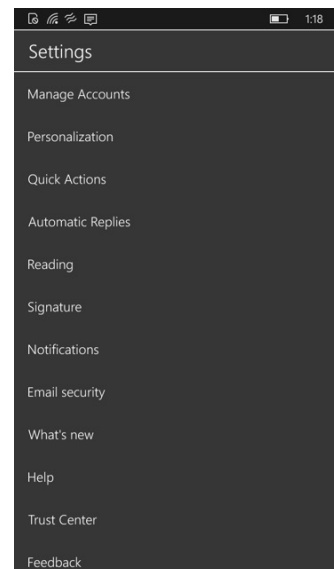 1:18
Settings
Manage Accounts
Personalization
Quick Actions
Automatic Replies
Reading
Signature
Notifications
Email security
What's new
Help
Trust Center
Feedback